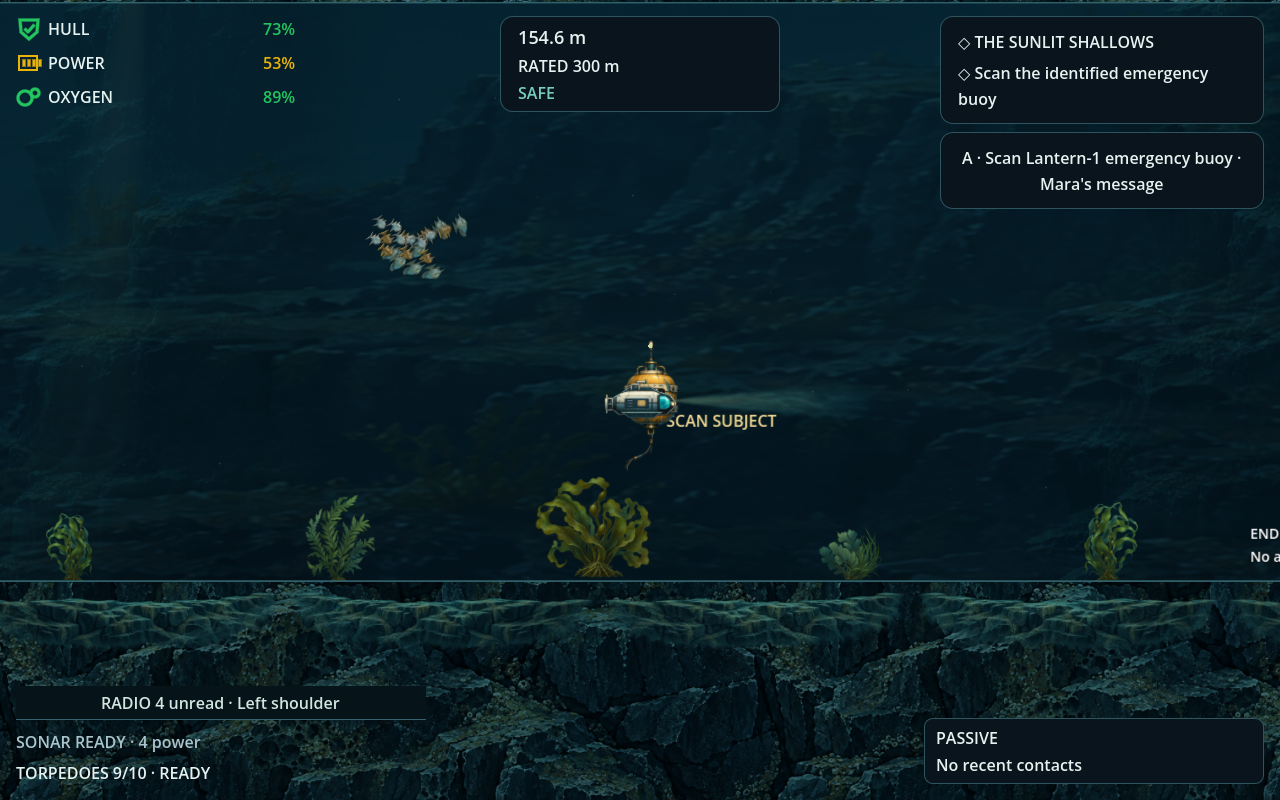 HULL 73%
POWER 53%
OXYGEN 89%
154.6 m
RATED 300 m
SAFE
◇ THE SUNLIT SHALLOWS
◇ Scan the identified emergency
buoy
A · Scan Lantern-1 emergency buoy ·
Mara's message
SCAN SUBJECT
END
No a
RADIO 4 unread · Left shoulder
SONAR READY · 4 power
TORPEDOES 9/10 · READY
PASSIVE
No recent contacts